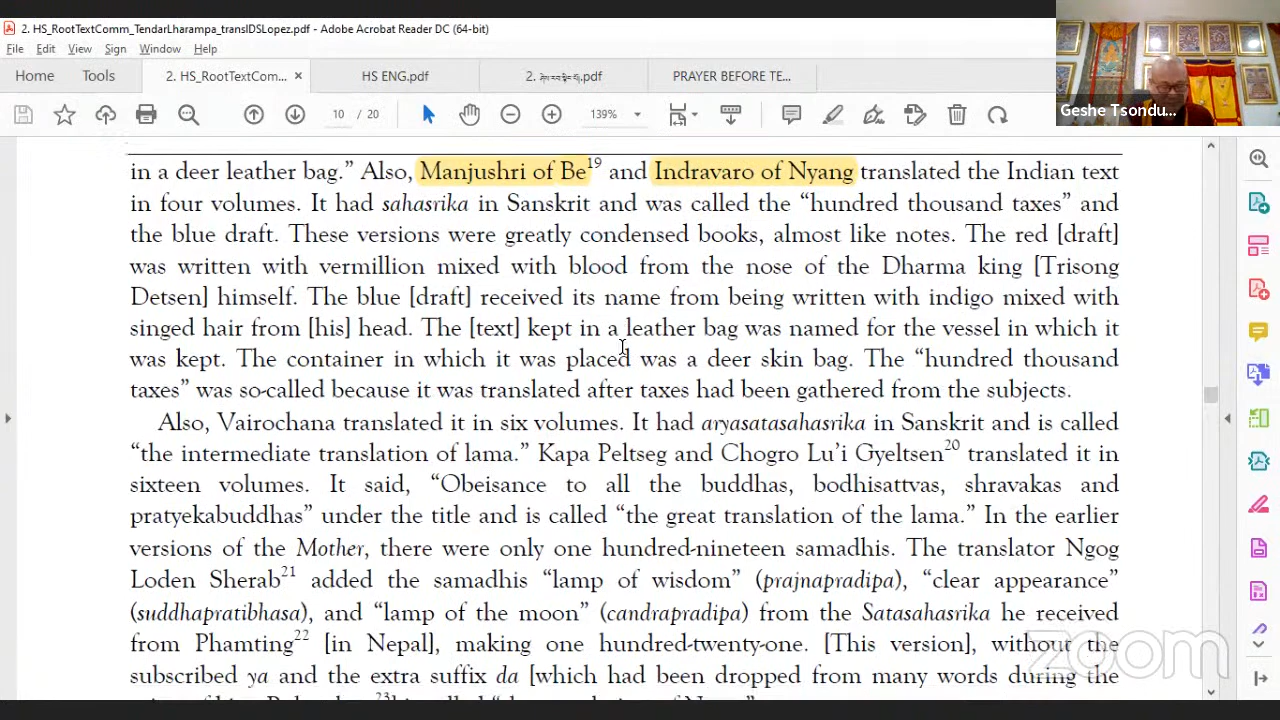 2. HS_RootTextComm_TendarLharampa_translDSLopez.pdf - Adobe Acrobat Reader DC (64-bit)
File Edit View Sign Window Help
Home Tools 2. HS_RootTextCom... × HS ENG.pdf PRAYER BEFORE TE...
10 / 20 139%
Geshe Tsondu...
in a deer leather bag.” Also, Manjushri of Be19 and Indravaro of Nyang translated the Indian text
in four volumes. It had sahasrika in Sanskrit and was called the “hundred thousand taxes” and
the blue draft. These versions were greatly condensed books, almost like notes. The red [draft]
was written with vermillion mixed with blood from the nose of the Dharma king [Trisong
Detsen] himself. The blue [draft] received its name from being written with indigo mixed with
singed hair from [his] head. The [text] kept in a leather bag was named for the vessel in which it
was kept. The container in which it was placed was a deer skin bag. The “hundred thousand
taxes” was so-called because it was translated after taxes had been gathered from the subjects.
Also, Vairochana translated it in six volumes. It had aryasatasahasrika in Sanskrit and is called
“the intermediate translation of lama.” Kapa Peltseg and Chogro Lu’i Gyeltsen20 translated it in
sixteen volumes. It said, “Obeisance to all the buddhas, bodhisattvas, shravakas and
pratyekabuddhas” under the title and is called “the great translation of the lama.” In the earlier
versions of the Mother, there were only one hundred-nineteen samadhis. The translator Ngog
Loden Sherab21 added the samadhis “lamp of wisdom” (prajnapradipa), “clear appearance”
(suddhapratibhasa), and “lamp of the moon” (candrapradipa) from the Satasahasrika he received
from Phamting22 [in Nepal], making one hundred-twenty-one. [This version], without the
subscribed ya and the extra suffix da [which had been dropped from many words during the
zoom